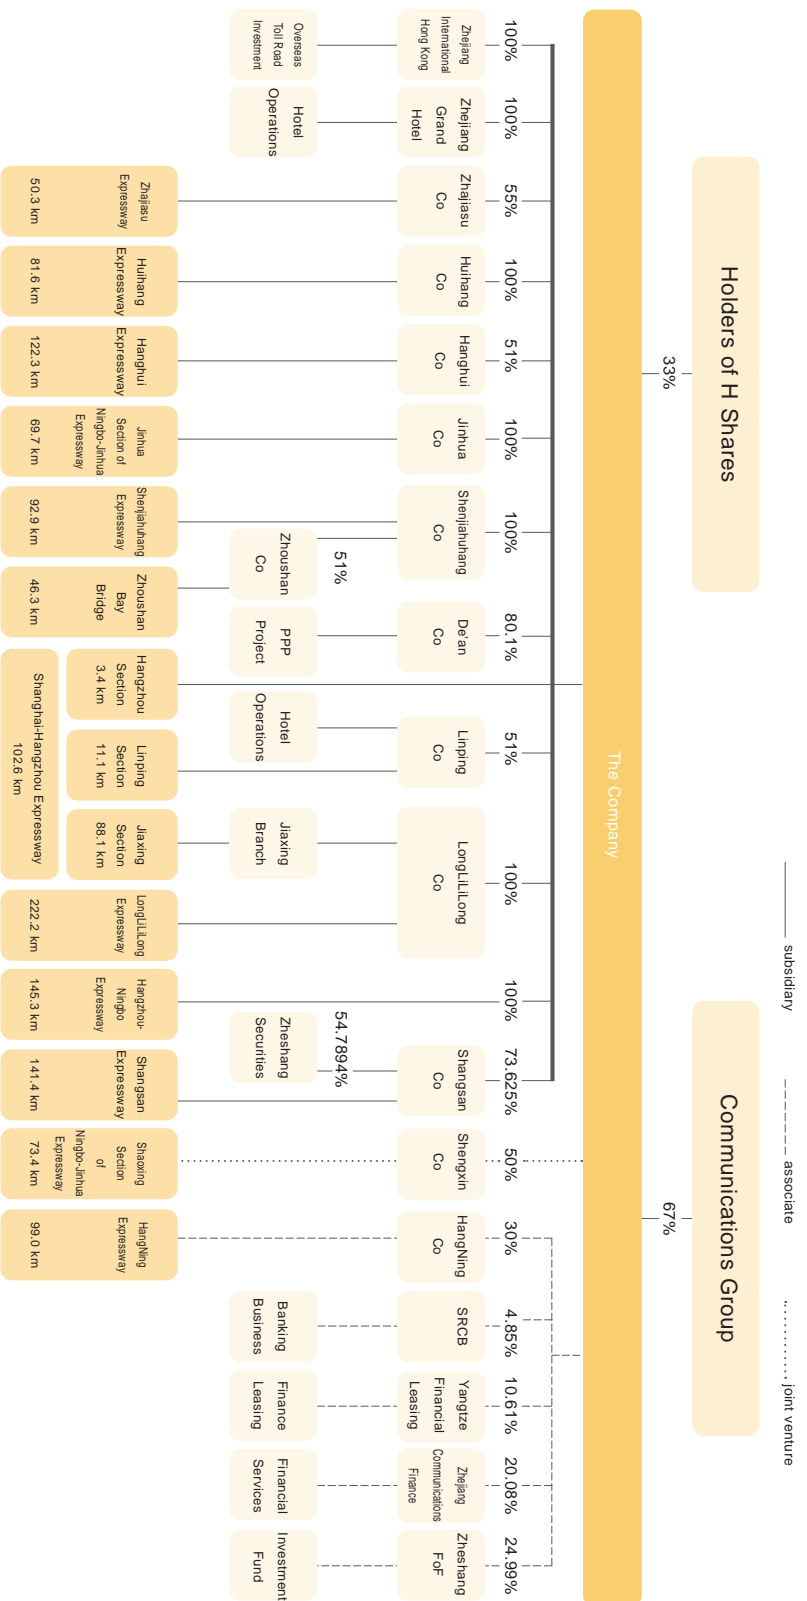 Holders of H Shares
Communications Group
subsidiary
associate
joint venture
33%
67%
The Company
100%
100%
55%
100%
51%
100%
100%
80.1%
51%
100%
100%
73.625%
50%
30%
4.85%
10.61%
20.08%
24.99%
Zhejiang
International
Hong Kong
Zhejiang
Grand
Hotel
Zhajiasu
Co
Huihang
Co
Hanghui
Co
Jinhua
Co
Shenjiahuhang
Co
De'an
Co
Linping
Co
LongLiLiLong
Co
Shangsan
Co
Shengxin
Co
HangNing
Co
SRCB
Yangtze
Financial
Leasing
Zhejiang
Communications
Finance
Zheshang
FoF
51%
54.7894%
Overseas
Toll Road
Investment
Hotel
Operations
Zhoushan
Co
PPP
Project
Hotel
Operations
Jiaxing
Branch
Zheshang
Securities
Banking
Business
Finance
Leasing
Financial
Services
Investment
Fund
Zhajiasu
Expressway
50.3 km
Huihang
Expressway
81.6 km
Hanghui
Expressway
122.3 km
Jinhua
Section of
Ningbo-Jinhua
Expressway
69.7 km
Shenjiahuhang
Expressway
92.9 km
Zhoushan
Bay
Bridge
46.3 km
Hangzhou
Section
3.4 km
Linping
Section
11.1 km
Jiaxing
Section
88.1 km
Shanghai-Hangzhou Expressway
102.6 km
LongLiLiLong
Expressway
222.2 km
Hangzhou-
Ningbo
Expressway
145.3 km
Shangsan
Expressway
141.4 km
Shaoxing
Section
of
Ningbo-Jinhua
Expressway
73.4 km
HangNing
Expressway
99.0 km